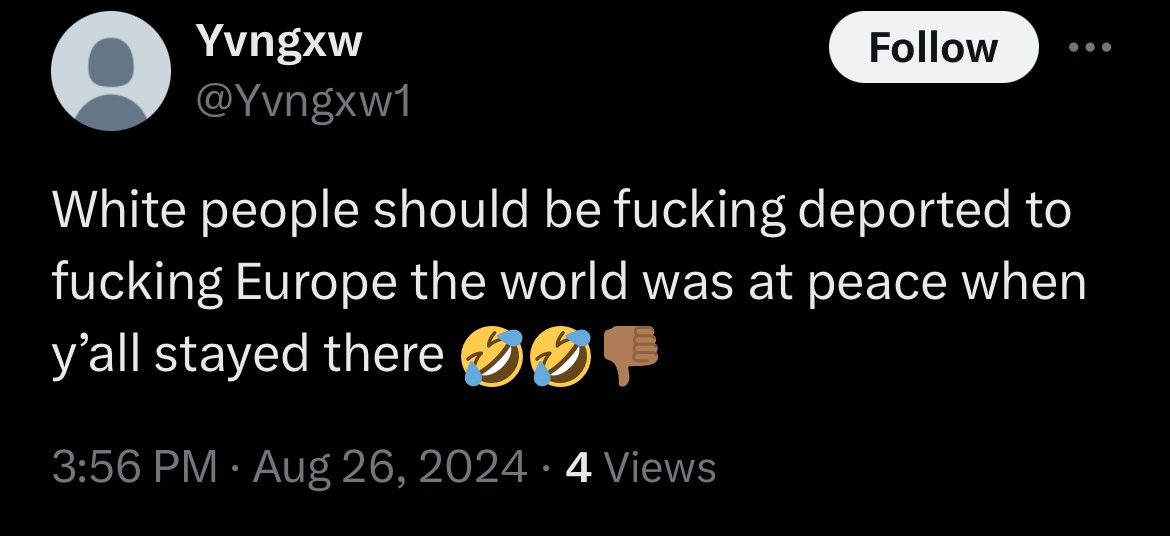 Yvngxw
Follow
@Yvngxw1
White people should be fucking deported to
fucking Europe the world was at peace when
y’all stayed there 🤣🤣👎🏽
3:56 PM · Aug 26, 2024 · 4 Views